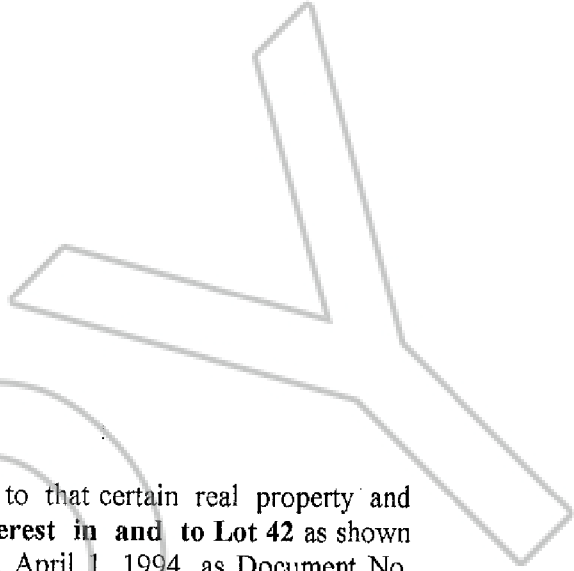 Y
to that certain real property and
erest in and to Lot 42 as shown
April 1, 1994, as Document No.